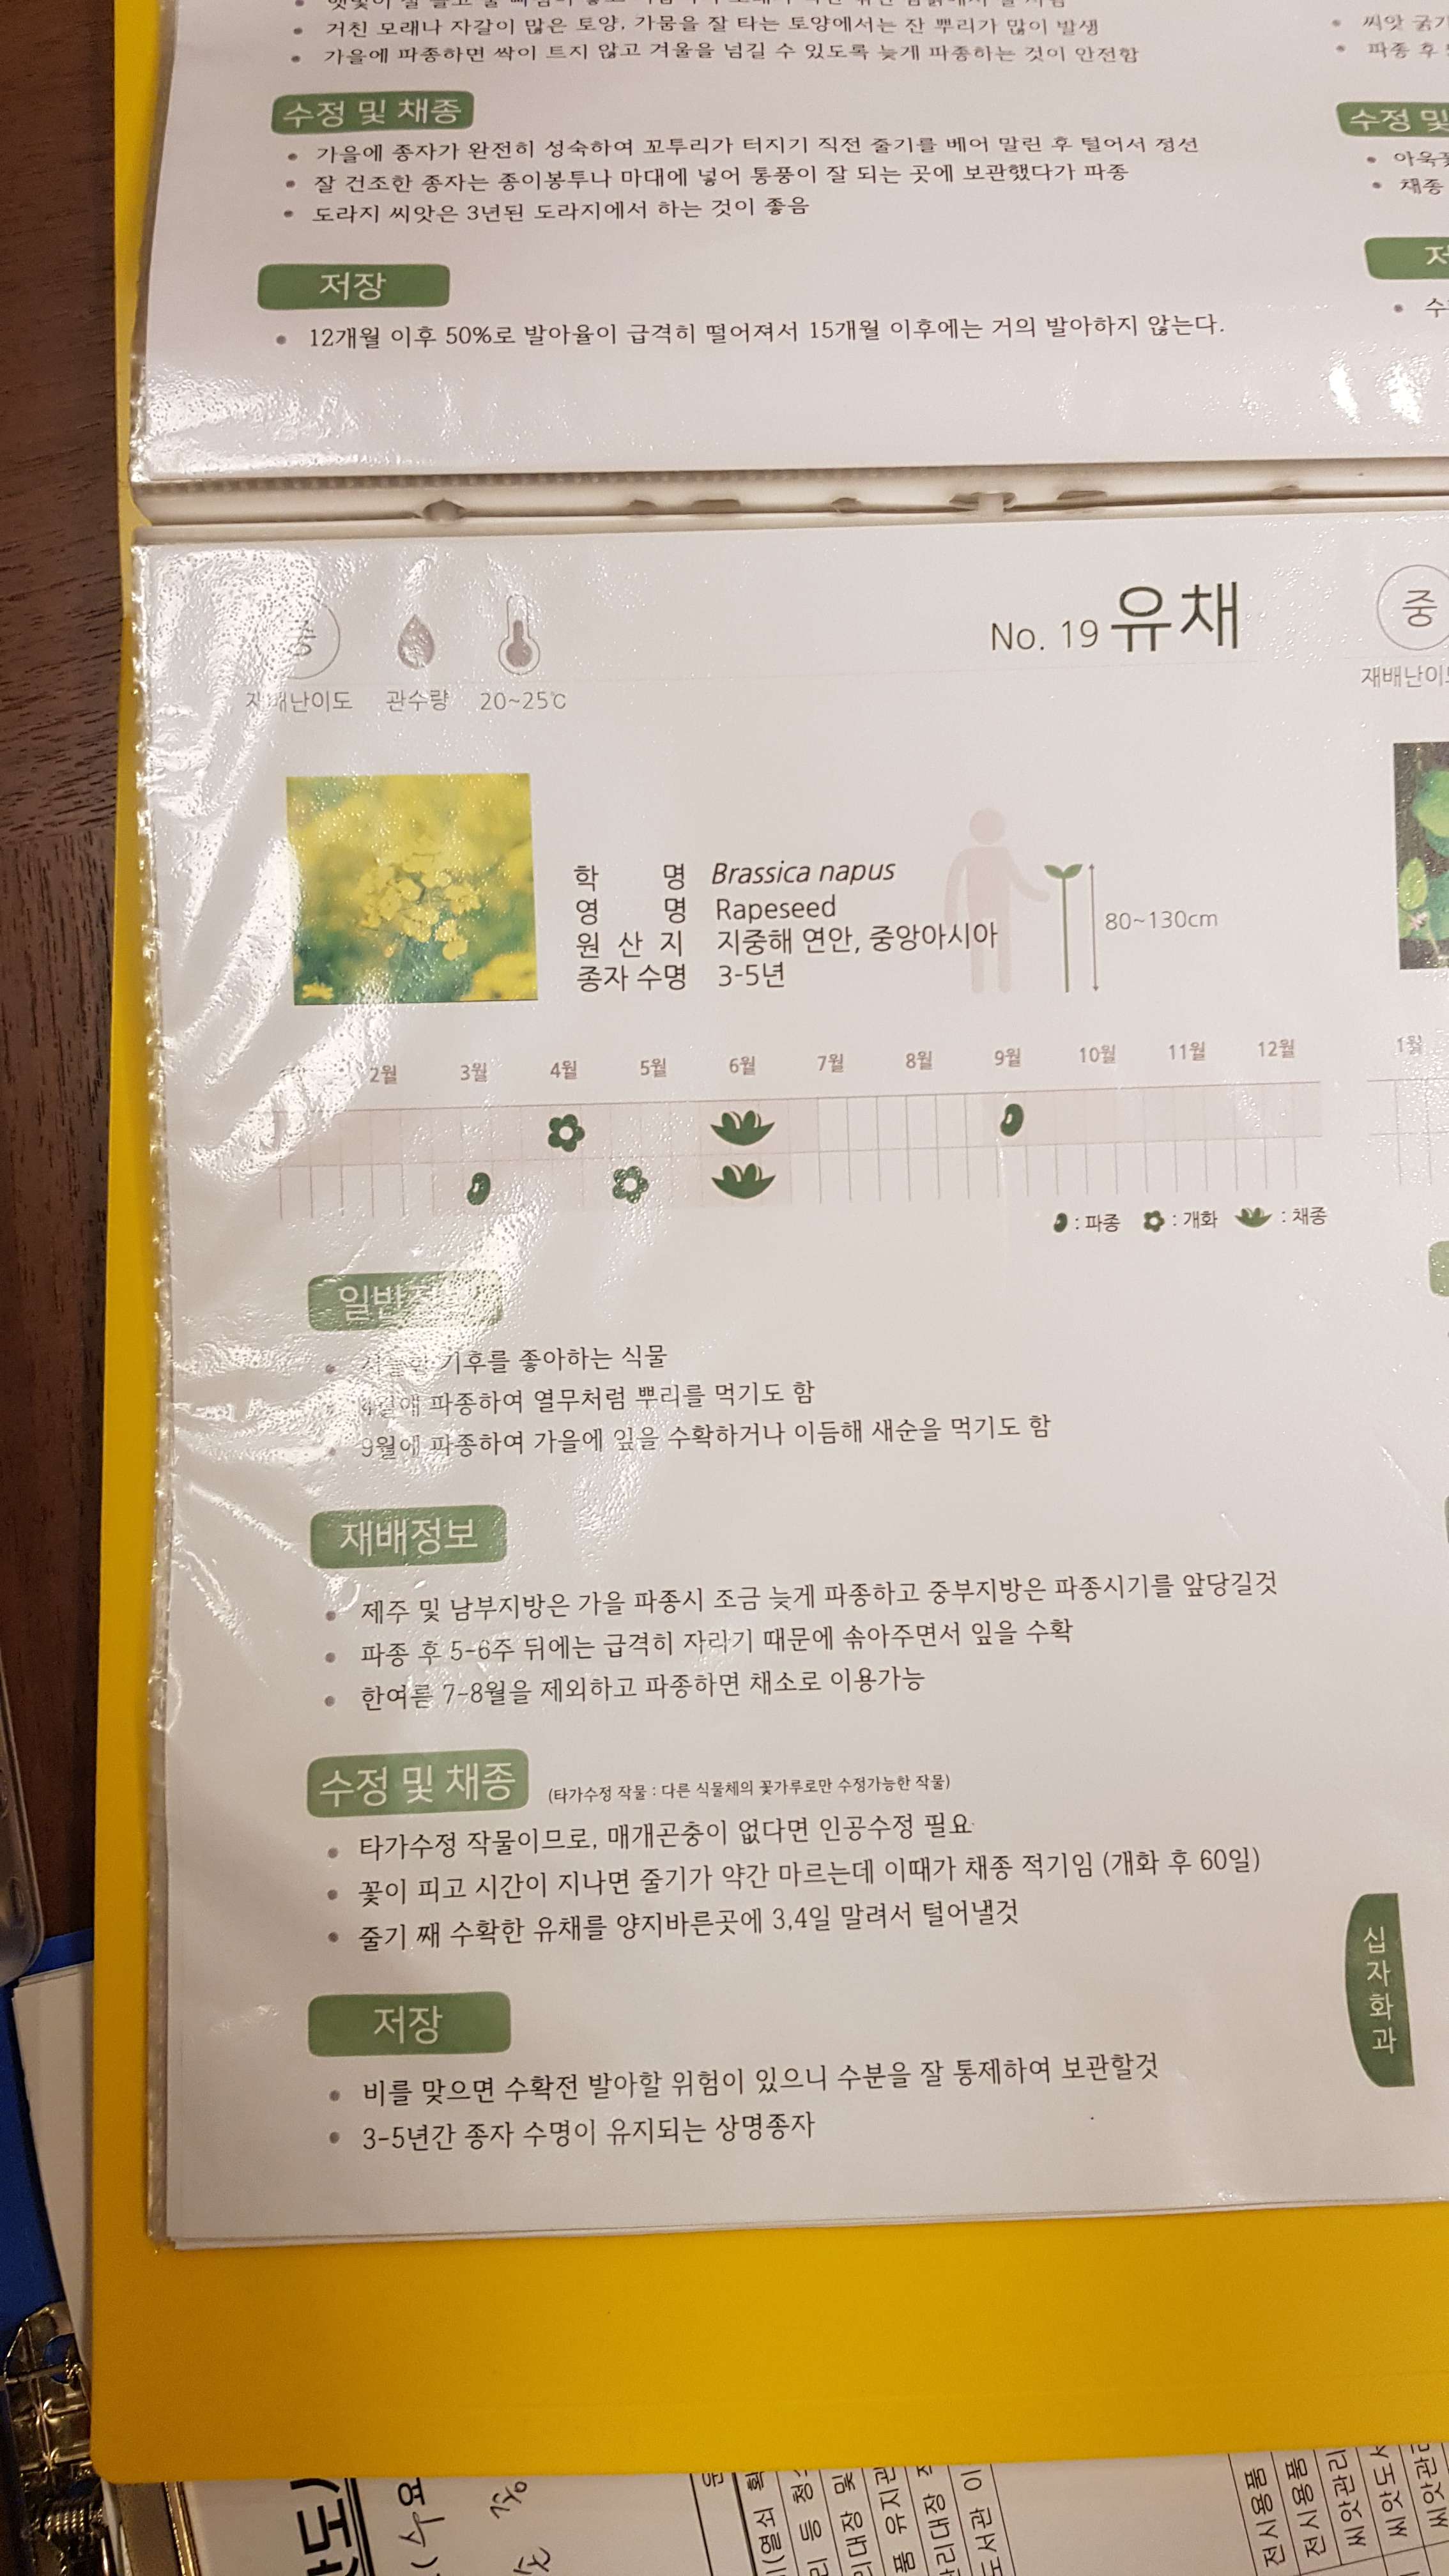 거친 모래나 자갈이 많은 토양, 가뭄을 잘 타는 토양에서는 잔 뿌리가 많이 발생
가을에 파종하면 싹이 트지 않고 겨울을 넘길 수 있도록 늦게 파종하는 것이 안전함
수정 및 채종
• 가을에 종자가 완전히 성숙하여 꼬투리가 터지기 직전 줄기를 베어 말린 후 털어서 정선
• 잘 건조한 종자는 종이봉투나 마대에 넣어 통풍이 잘 되는 곳에 보관했다가 파종
• 도라지 씨앗은 3년된 도라지에서 하는 것이 좋음
저장
• 12개월 이후 50%로 발아율이 급격히 떨어져서 15개월 이후에는 거의 발아하지 않는다.
씨앗 굵기
파종 후
수정 및
채종
No. 19 유채
재배난이도 관수량 20~25℃
중
재배난이도
학 명 Brassica napus
영 명 Rapeseed
원 산 지 지중해 연안, 중앙아시아
종자 수명 3-5년
80~130cm
2월 3월 4월 5월 6월 7월 8월 9월 10월 11월 12월
1월
: 파종 : 개화 : 채종
일반정보
기후를 좋아하는 식물
파종하여 열무처럼 뿌리를 먹기도 함
9월에 파종하여 가을에 잎을 수확하거나 이듬해 새순을 먹기도 함
재배정보
• 제주 및 남부지방은 가을 파종시 조금 늦게 파종하고 중부지방은 파종시기를 앞당길것
• 파종 후 5-6주 뒤에는 급격히 자라기 때문에 솎아주면서 잎을 수확
• 한여름 7-8월을 제외하고 파종하면 채소로 이용가능
수정 및 채종 (타가수정 작물 : 다른 식물체의 꽃가루로만 수정가능한 작물)
• 타가수정 작물이므로, 매개곤충이 없다면 인공수정 필요
• 꽃이 피고 시간이 지나면 줄기가 약간 마르는데 이때가 채종 적기임 (개화 후 60일)
• 줄기 째 수확한 유채를 양지바른곳에 3,4일 말려서 털어낼것
십자화과
저장
• 비를 맞으면 수확전 발아할 위험이 있으니 수분을 잘 통제하여 보관할것
• 3-5년간 종자 수명이 유지되는 상명종자
전시용품
전시용품
씨앗관리
씨앗도서
씨앗관리